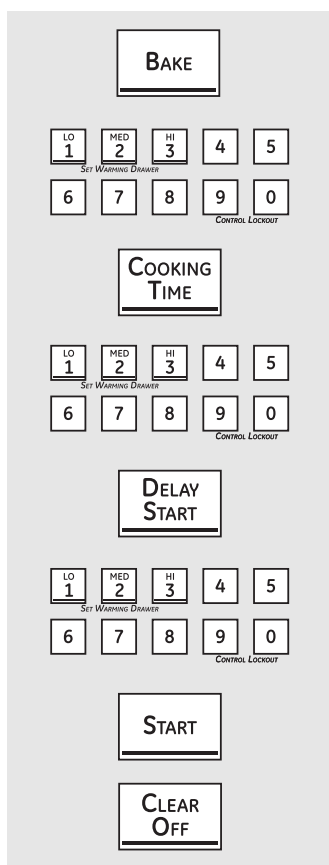 BAKE
LO MED HI
1 2 3 4 5
SET WARMING DRAWER
6 7 8 9 0
CONTROL LOCKOUT
COOKING
TIME
LO MED HI
1 2 3 4 5
SET WARMING DRAWER
6 7 8 9 0
CONTROL LOCKOUT
DELAY
START
LO MED HI
1 2 3 4 5
SET WARMING DRAWER
6 7 8 9 0
CONTROL LOCKOUT
START
CLEAR
OFF